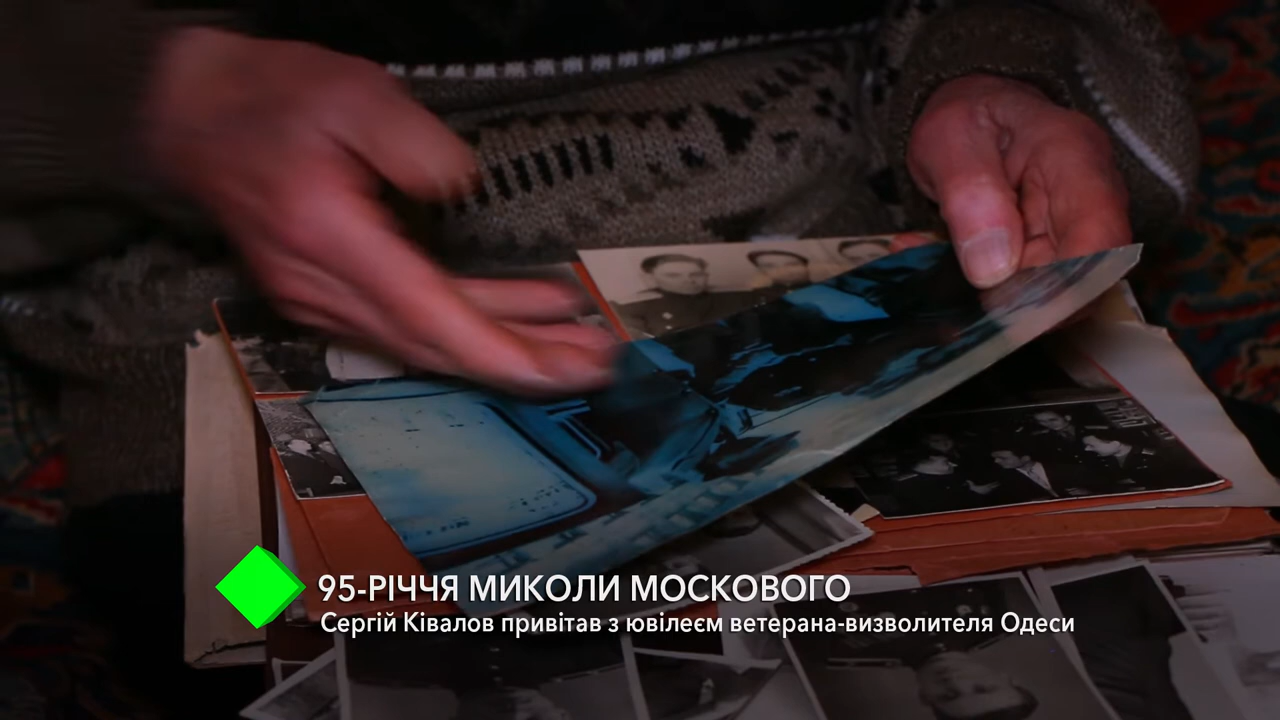 95-РІЧЧЯ МИКОЛИ МОСКОВОГО
Сергій Ківалов привітав з ювілеєм ветерана-визволителя Одеси